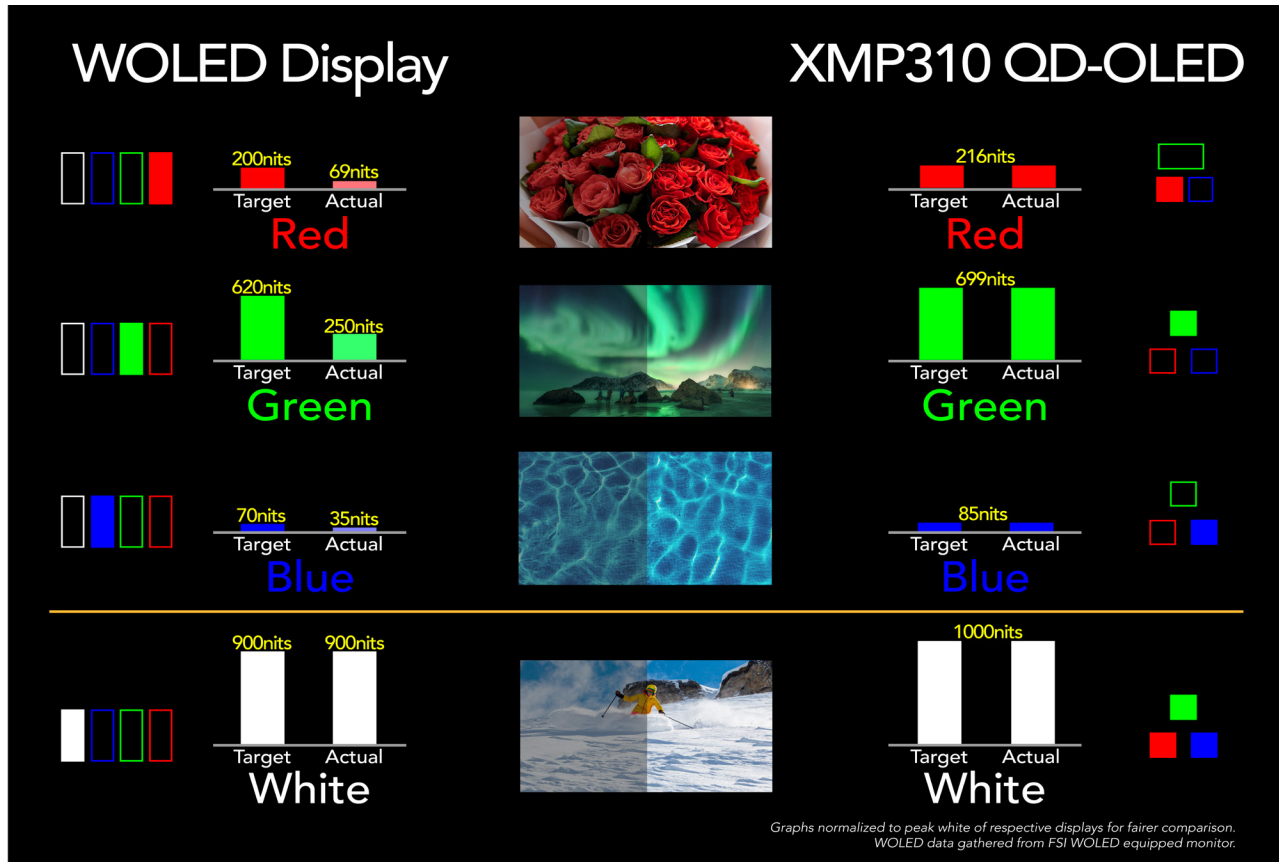 WOLED Display
XMP310 QD-OLED
200nits
69nits
Target
Actual
Red
216nits
Target
Actual
Red
620nits
250nits
Target
Actual
Green
699nits
Target
Actual
Green
70nits
35nits
Target
Actual
Blue
85nits
Target
Actual
Blue
900nits
900nits
Target
Actual
White
1000nits
Target
Actual
White
Graphs normalized to peak white of respective displays for fairer comparison.
WOLED data gathered from FSI WOLED equipped monitor.